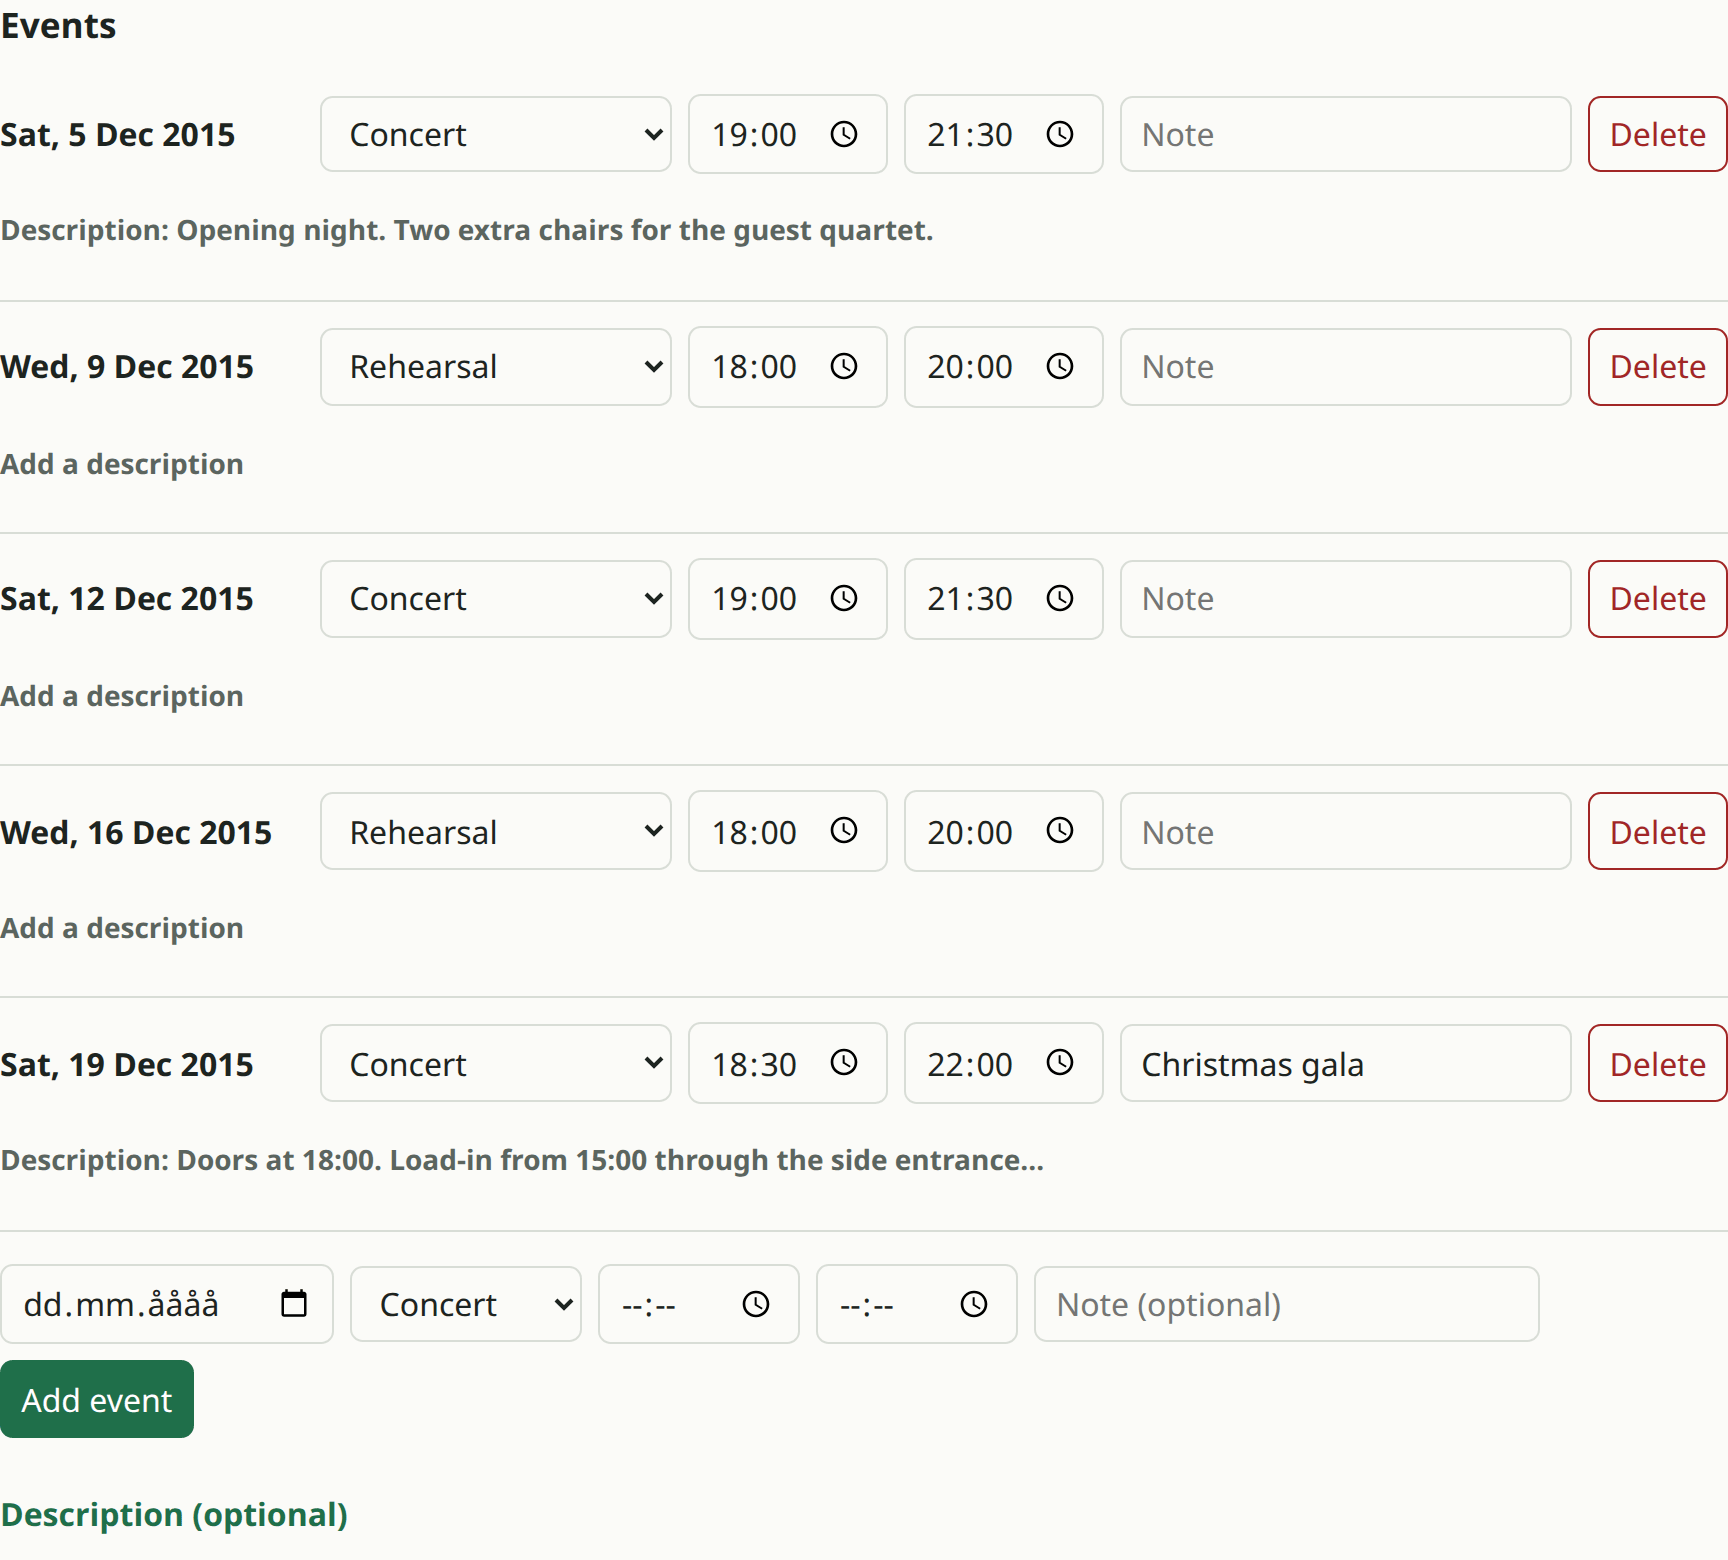 Events
Sat, 5 Dec 2015 Concert 19:00 21:30 Note Delete
Description: Opening night. Two extra chairs for the guest quartet.
Wed, 9 Dec 2015 Rehearsal 18:00 20:00 Note Delete
Add a description
Sat, 12 Dec 2015 Concert 19:00 21:30 Note Delete
Add a description
Wed, 16 Dec 2015 Rehearsal 18:00 20:00 Note Delete
Add a description
Sat, 19 Dec 2015 Concert 18:30 22:00 Christmas gala Delete
Description: Doors at 18:00. Load-in from 15:00 through the side entrance...
dd.mm.åååå Concert --:-- --:-- Note (optional)
Add event
Description (optional)